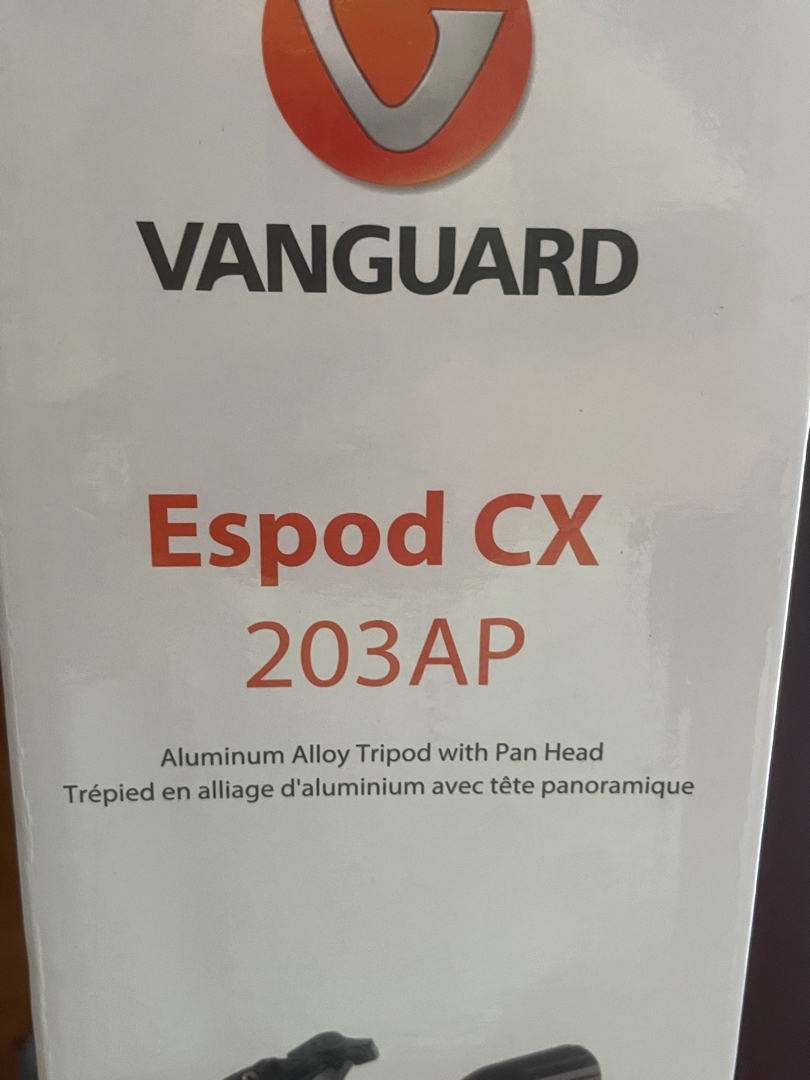 VANGUARD
Espod CX
203AP
Aluminum Alloy Tripod with Pan Head
Trépied en alliage d'aluminium avec tête panoramique